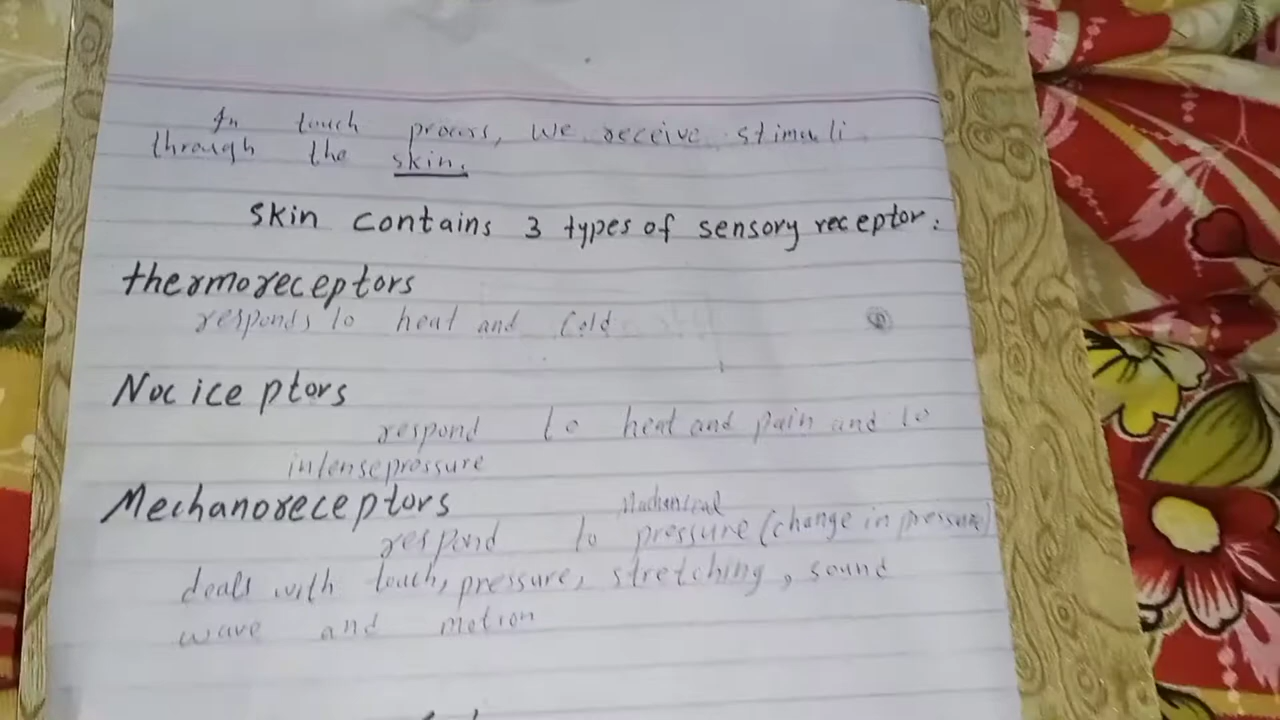 In touch process, we receive stimuli
through the skin.
skin contains 3 types of sensory receptor:
thermoreceptors
responds to heat and cold
Nociceptors
respond to heat and pain and to
intense pressure
Mechanoreceptors
Mechanical
respond to pressure (change in pressure)
deals with touch, pressure, stretching, sound
wave and motion